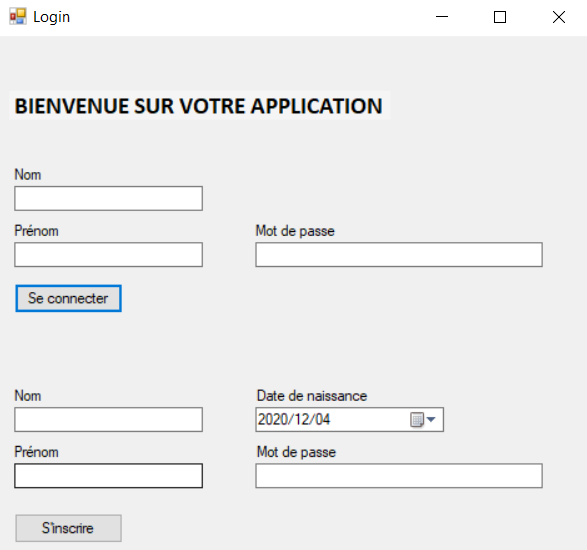 Login
BIENVENUE SUR VOTRE APPLICATION
Nom
Prénom
Mot de passe
Se connecter
Nom
Date de naissance
2020/12/04
Prénom
Mot de passe
S'inscrire